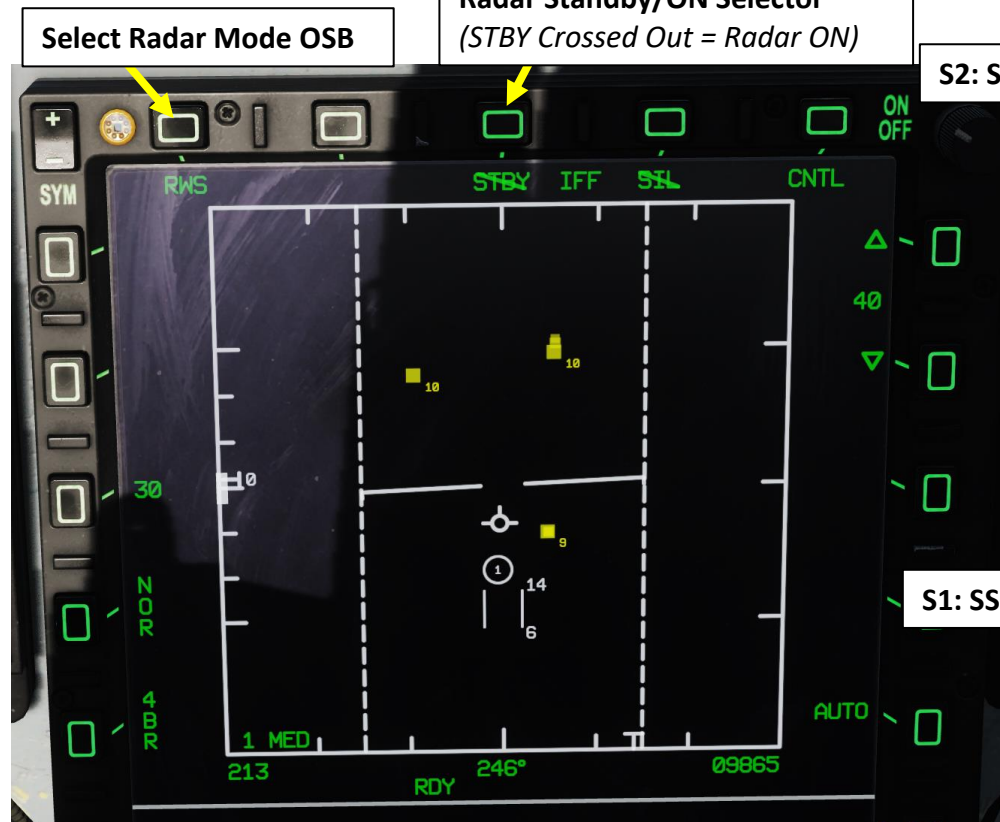 Radar Standby/ON Selector
Select Radar Mode OSB
(STBY Crossed Out = Radar ON)
S2: S
+
-
ON
OFF
SYM
RWS
STBY
IFF
SIL
CNTL
40
10
10
0
30
9
1
14
6
N
O
R
S1: SS
4
B
R
AUTO
1 MED
213
246°
09865
RDY